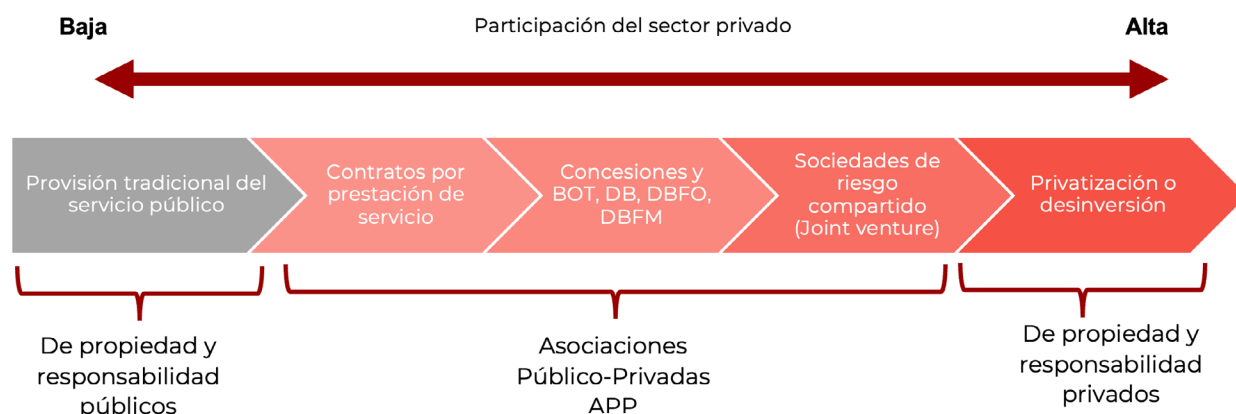 Baja
Participación del sector privado
Alta
Provisión tradicional del
servicio público
Contratos por
prestación de
servicio
Concesiones y
BOT, DB, DBFO,
DBFM
Sociedades de
riesgo
compartido
(Joint venture)
Privatización o
desinversión
De propiedad y
responsabilidad
públicos
Asociaciones
Público-Privadas
APP
De propiedad y
responsabilidad
privados